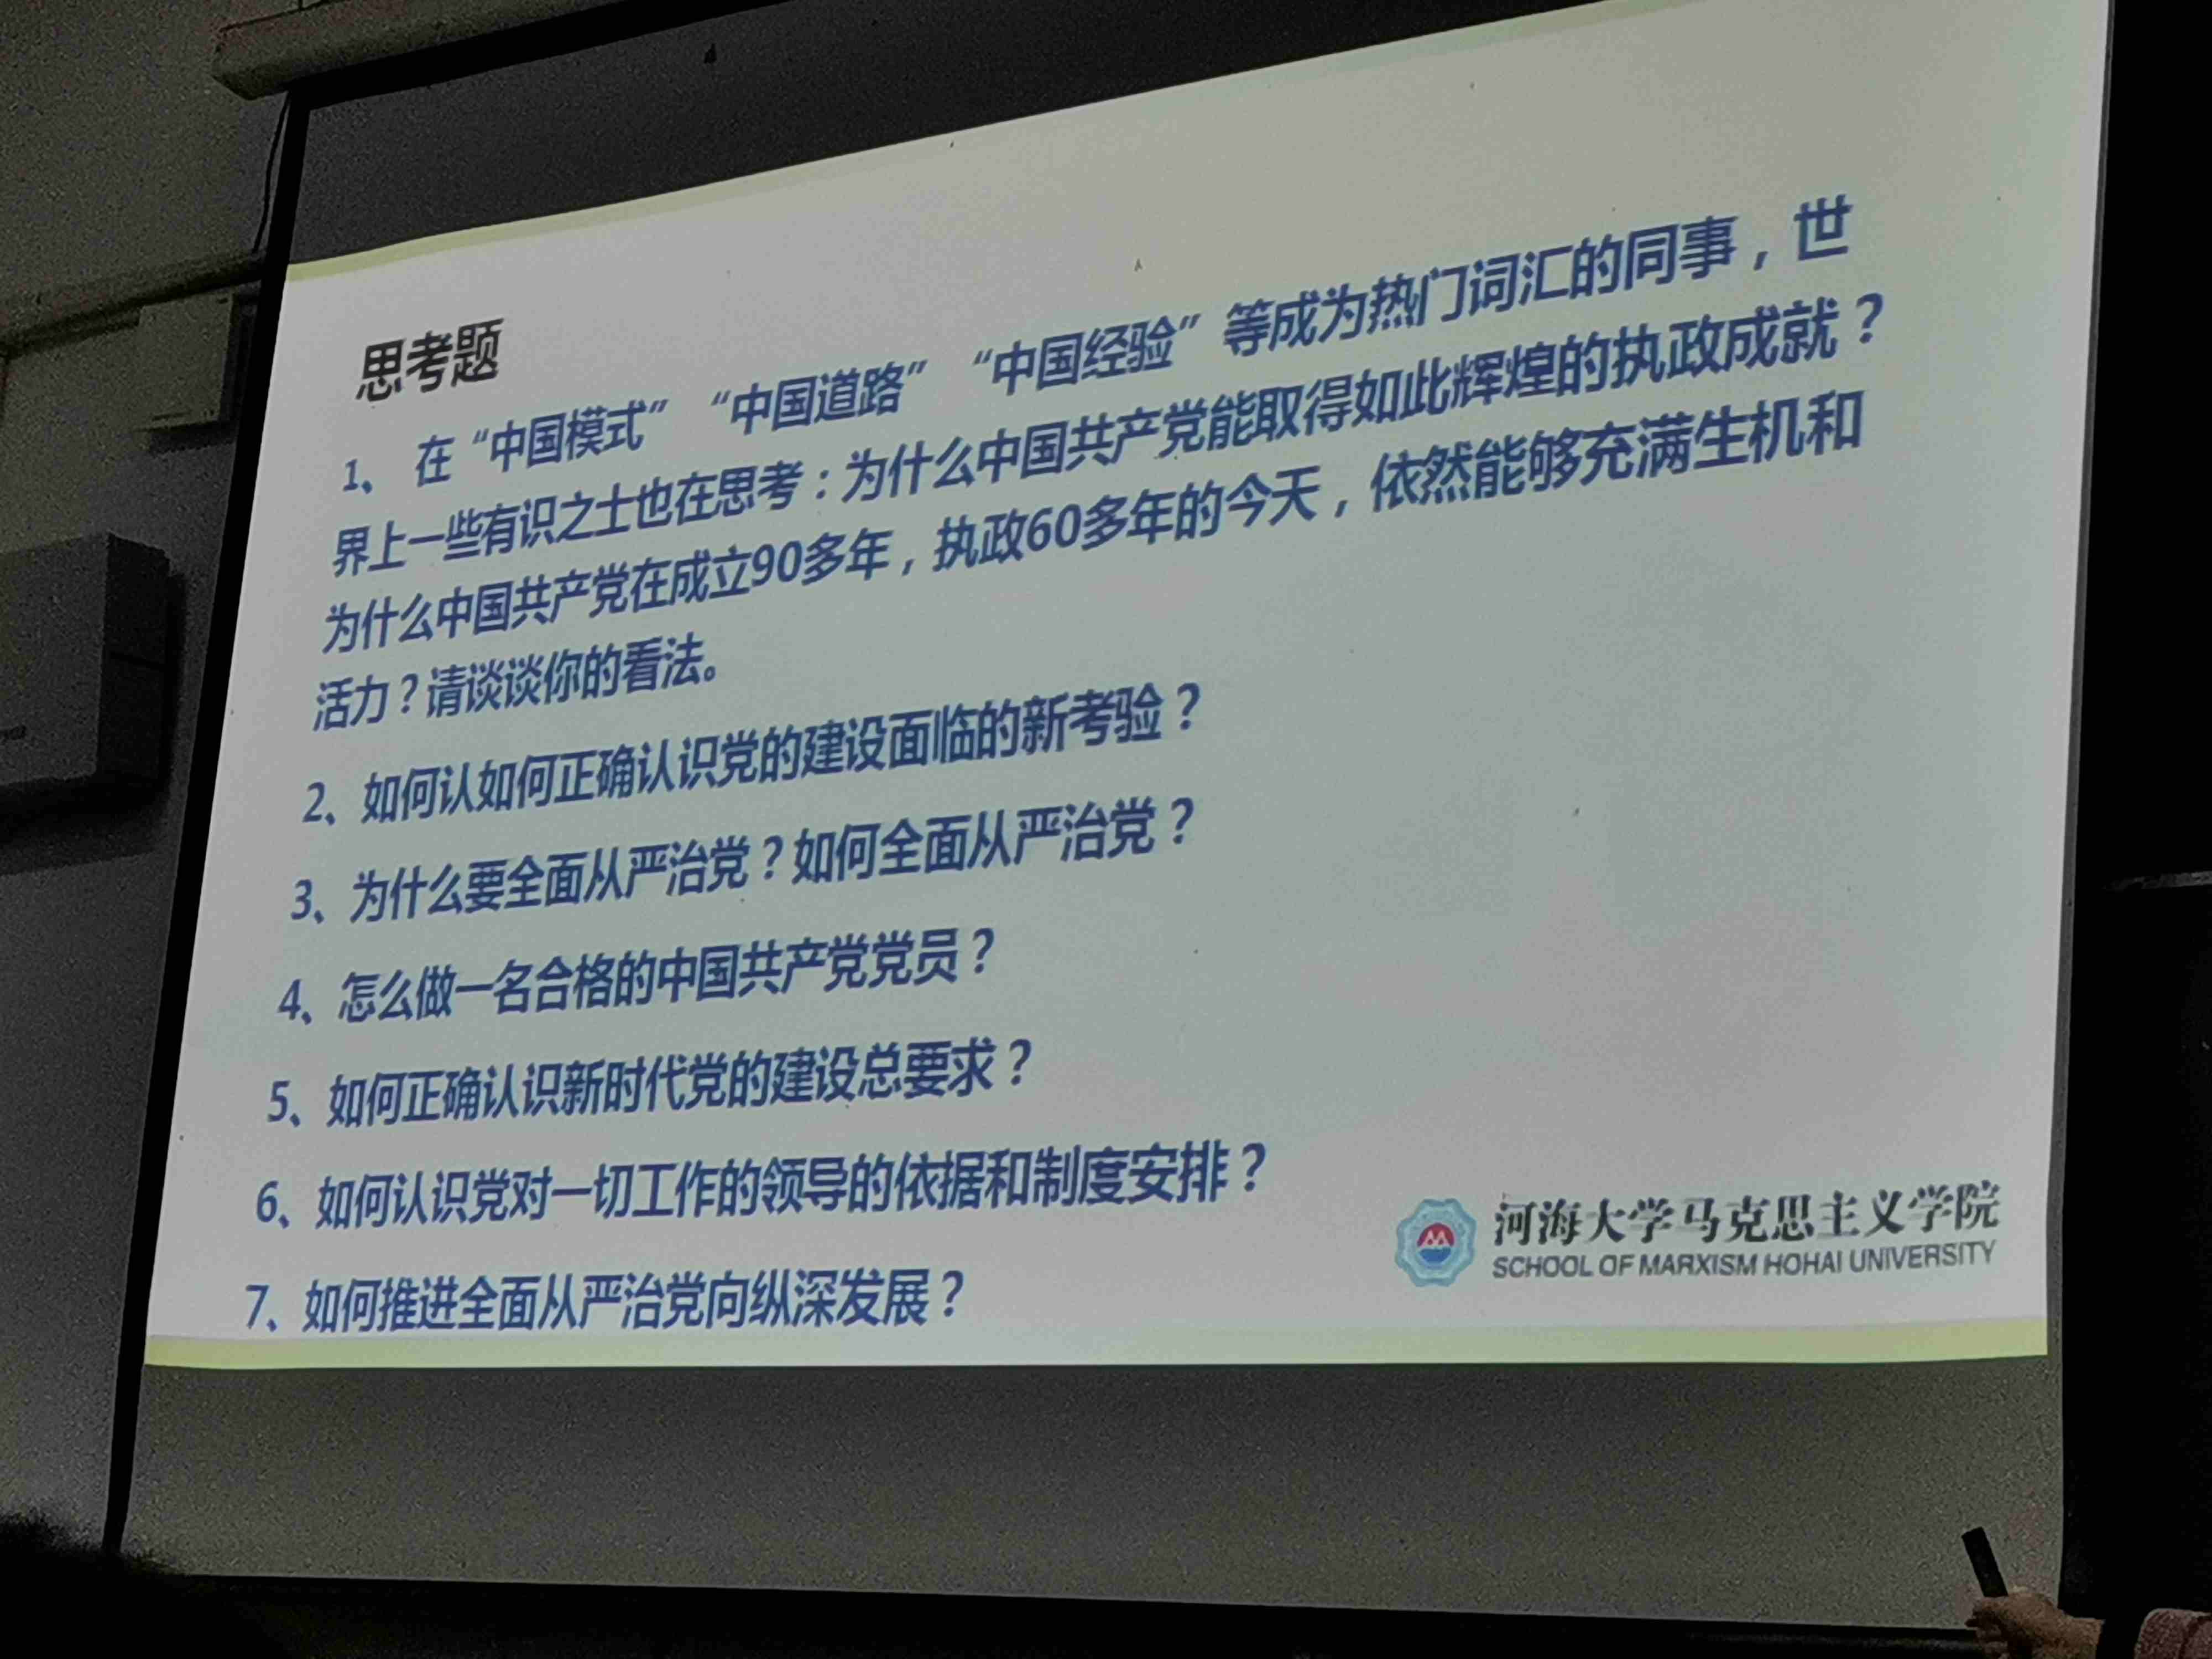 思考题
1、 在“中国模式”“中国道路”“中国经验”等成为热门词汇的同事，世
界上一些有识之士也在思考：为什么中国共产党能取得如此辉煌的执政成就？
为什么中国共产党在成立90多年，执政60多年的今天，依然能够充满生机和
活力？请谈谈你的看法。
2、如何认如何正确认识党的建设面临的新考验？
3、为什么要全面从严治党？如何全面从严治党？
4、怎么做一名合格的中国共产党党员？
5、如何正确认识新时代党的建设总要求？
6、如何认识党对一切工作的领导的依据和制度安排？
7、如何推进全面从严治党向纵深发展？
河海大学马克思主义学院
SCHOOL OF MARXISM HOHAI UNIVERSITY